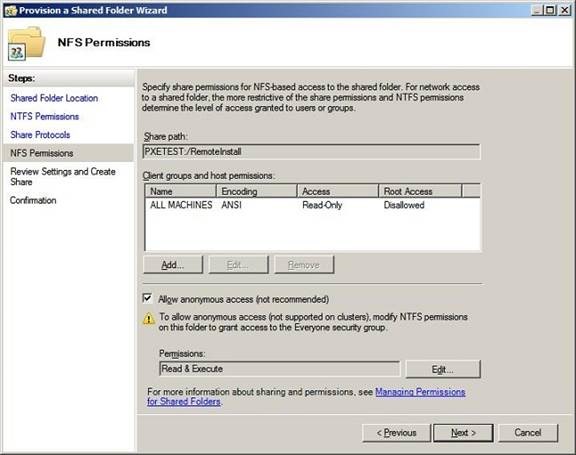 Provision a Shared Folder Wizard
NFS Permissions
Steps:
Shared Folder Location
NTFS Permissions
Share Protocols
NFS Permissions
Review Settings and Create
Share
Confirmation
Specify share permissions for NFS-based access to the shared folder. For network access
to a shared folder, the more restrictive of the share permissions and NTFS permissions
determine the level of access granted to users or groups.
Share path:
PXETEST:/RemoteInstall
Client groups and host permissions:
Name Encoding Access Root Access
ALL MACHINES ANSI Read-Only Disallowed
Add... Edit... Remove
Allow anonymous access (not recommended)
To allow anonymous access (not supported on clusters), modify NTFS permissions
on this folder to grant access to the Everyone security group.
Permissions:
Read & Execute
Edit...
For more information about sharing and permissions, see Managing Permissions
for Shared Folders.
< Previous Next > Cancel